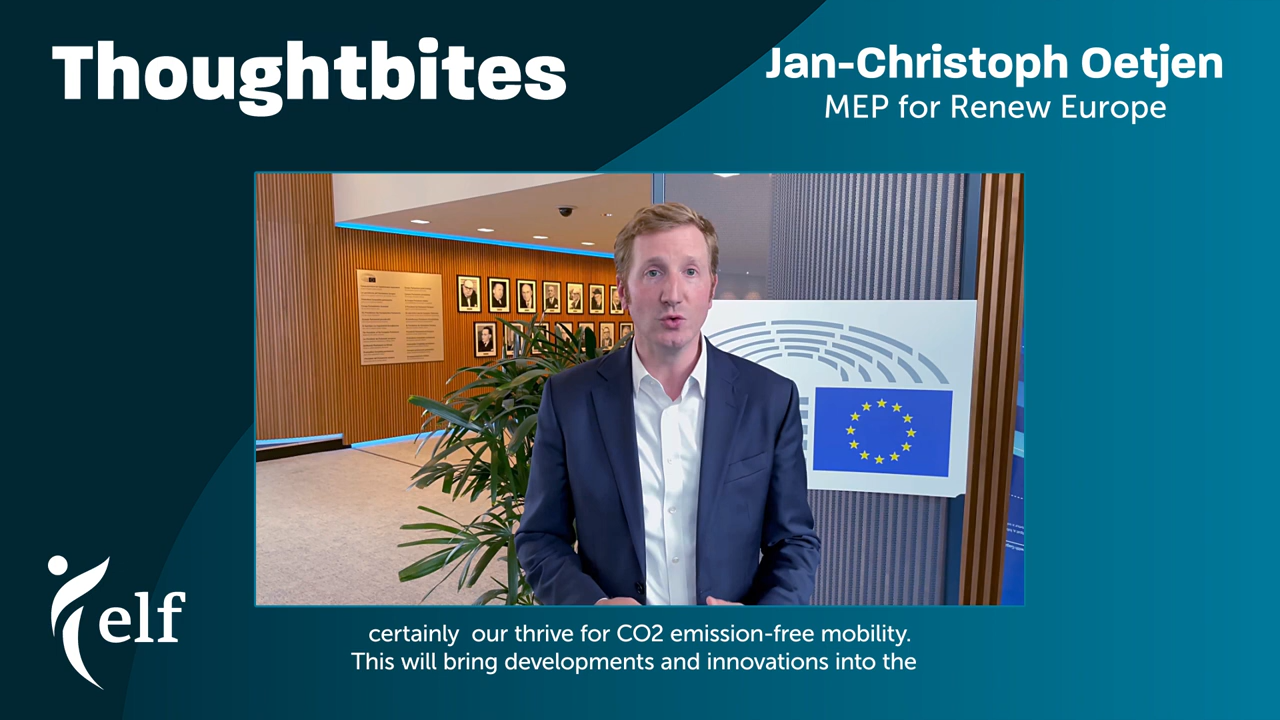 Thoughtbites
Jan-Christoph Oetjen
MEP for Renew Europe
elf
certainly  our thrive for CO2 emission-free mobility.
This will bring developments and innovations into the